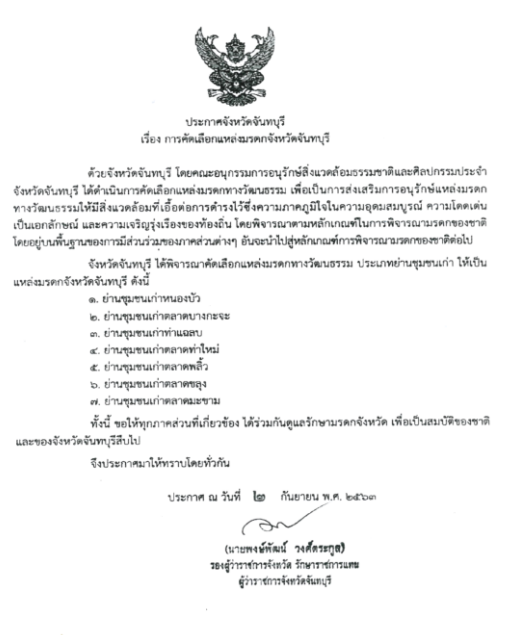 ประกาศจังหวัดจันทบุรี
เรื่อง การคัดเลือกแหล่งมรดกจังหวัดจันทบุรี
ด้วยจังหวัดจันทบุรี โดยคณะอนุกรรมการอนุรักษ์สิ่งแวดล้อมธรรมชาติและศิลปกรรมประจำ
จังหวัดจันทบุรี ได้ดำเนินการคัดเลือกแหล่งมรดกทางวัฒนธรรม เพื่อเป็นการส่งเสริมการอนุรักษ์แหล่งมรดก
ทางวัฒนธรรมให้มีสิ่งแวดล้อมที่เอื้อต่อการดำรงไว้ซึ่งความภาคภูมิใจในความอุดมสมบูรณ์ ความโดดเด่น
เป็นเอกลักษณ์ และความเจริญรุ่งเรืองของท้องถิ่น โดยพิจารณาตามหลักเกณฑ์ในการพิจารณามรดกของชาติ
โดยอยู่บนพื้นฐานของการมีส่วนร่วมของภาคส่วนต่างๆ อันจะนำไปสู่หลักเกณฑ์การพิจารณามรดกของชาติต่อไป
จังหวัดจันทบุรี ได้พิจารณาคัดเลือกแหล่งมรดกทางวัฒนธรรม ประเภทย่านชุมชนเก่า ให้เป็น
แหล่งมรดกจังหวัดจันทบุรี ดังนี้
๑. ย่านชุมชนเก่าหนองบัว
๒. ย่านชุมชนเก่าตลาดบางกะจะ
๓. ย่านชุมชนเก่าท่าแฉลบ
๔. ย่านชุมชนเก่าตลาดท่าใหม่
๕. ย่านชุมชนเก่าตลาดพลิ้ว
๖. ย่านชุมชนเก่าตลาดขลุง
๗. ย่านชุมชนเก่าตลาดมะขาม
ทั้งนี้ ขอให้ทุกภาคส่วนที่เกี่ยวข้อง ได้ร่วมกันดูแลรักษามรดกจังหวัด เพื่อเป็นสมบัติของชาติ
และของจังหวัดจันทบุรีสืบไป
จึงประกาศมาให้ทราบโดยทั่วกัน
ประกาศ ณ วันที่ ๒ กันยายน พ.ศ. ๒๕๖๓
(นายพงษ์พัฒน์ วงศ์ตระกูล)
รองผู้ว่าราชการจังหวัด รักษาราชการแทน
ผู้ว่าราชการจังหวัดจันทบุรี